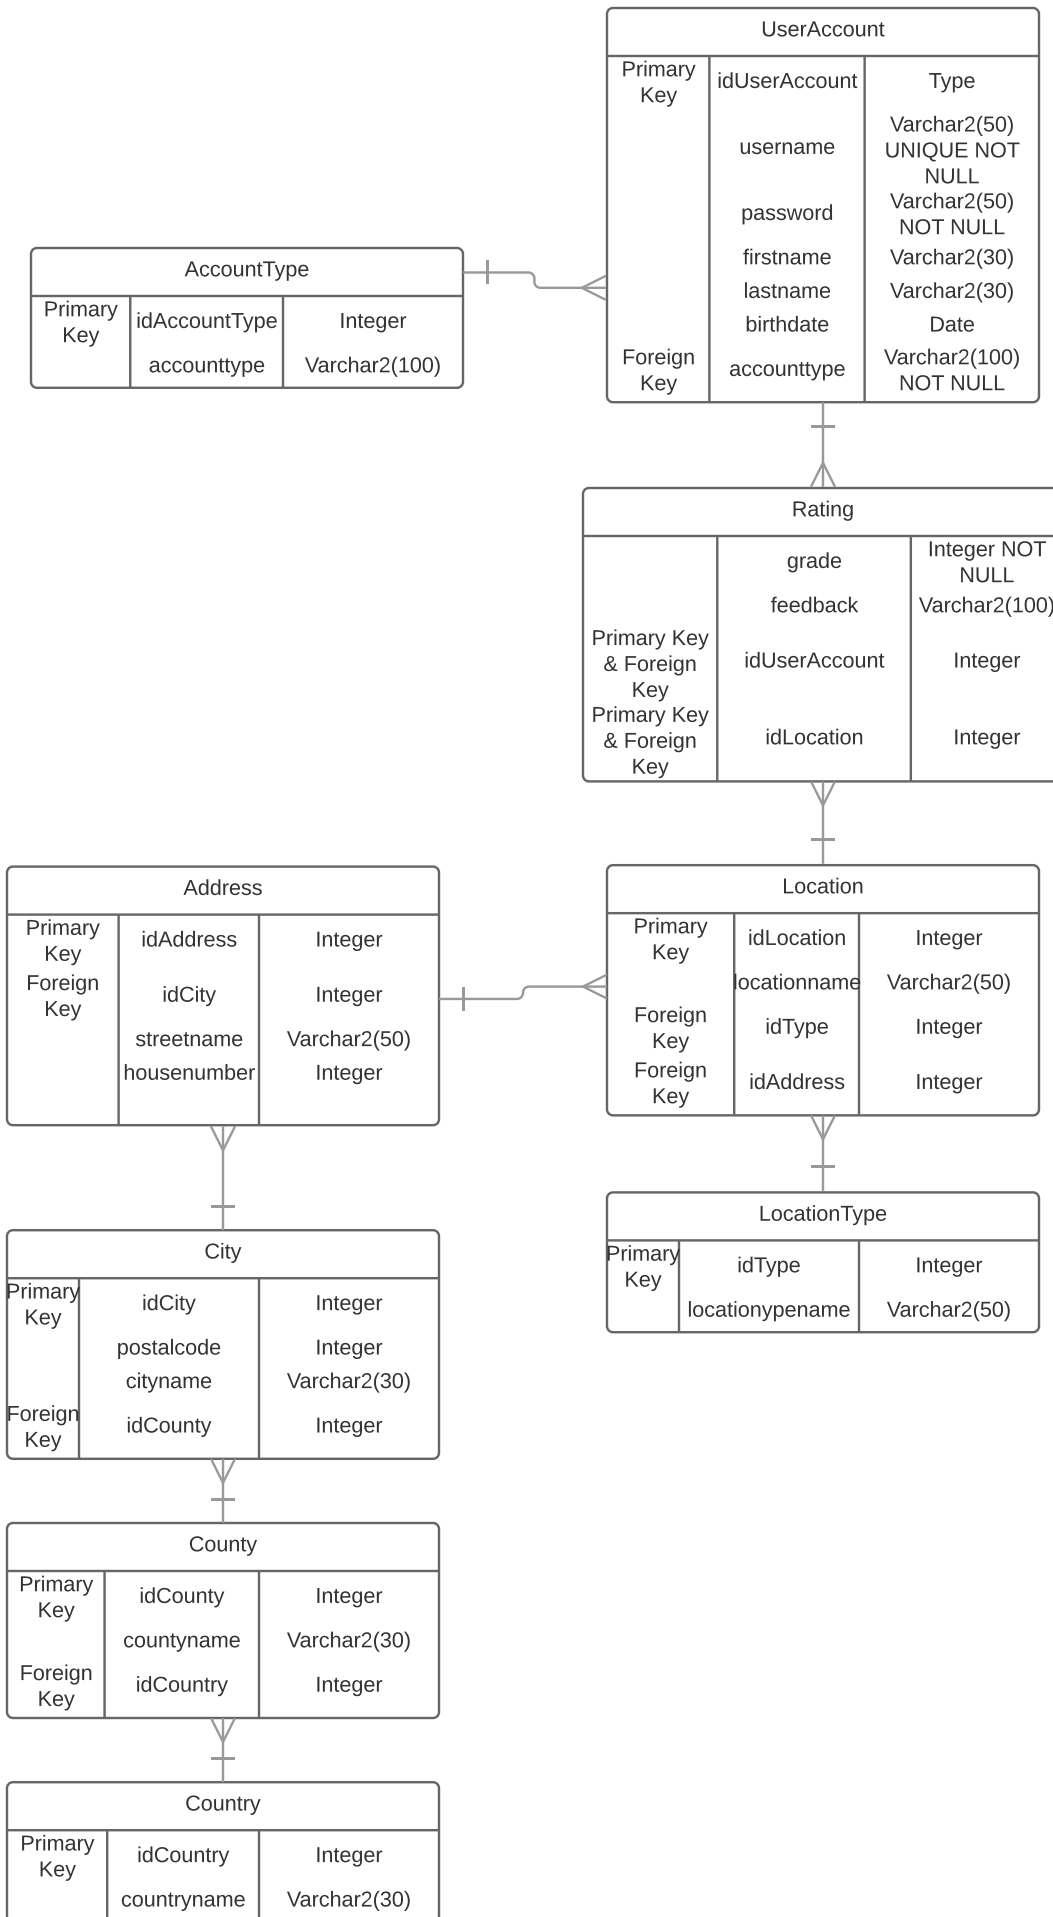 UserAccount
Primary
Key
idUserAccount
Type
username
Varchar2(50)
UNIQUE NOT
NULL
password
Varchar2(50)
NOT NULL
firstname
Varchar2(30)
lastname
Varchar2(30)
birthdate
Date
Foreign
Key
accounttype
Varchar2(100)
NOT NULL
AccountType
Primary
Key
idAccountType
Integer
accounttype
Varchar2(100)
Rating
grade
Integer NOT
NULL
feedback
Varchar2(100)
Primary Key
& Foreign
Key
idUserAccount
Integer
Primary Key
& Foreign
Key
idLocation
Integer
Address
Primary
Key
idAddress
Integer
Foreign
Key
idCity
Integer
streetname
Varchar2(50)
housenumber
Integer
Location
Primary
Key
idLocation
Integer
locationname
Varchar2(50)
Foreign
Key
idType
Integer
Foreign
Key
idAddress
Integer
LocationType
Primary
Key
idType
Integer
locationypename
Varchar2(50)
City
Primary
Key
idCity
Integer
postalcode
Integer
cityname
Varchar2(30)
Foreign
Key
idCounty
Integer
County
Primary
Key
idCounty
Integer
countyname
Varchar2(30)
Foreign
Key
idCountry
Integer
Country
Primary
Key
idCountry
Integer
countryname
Varchar2(30)